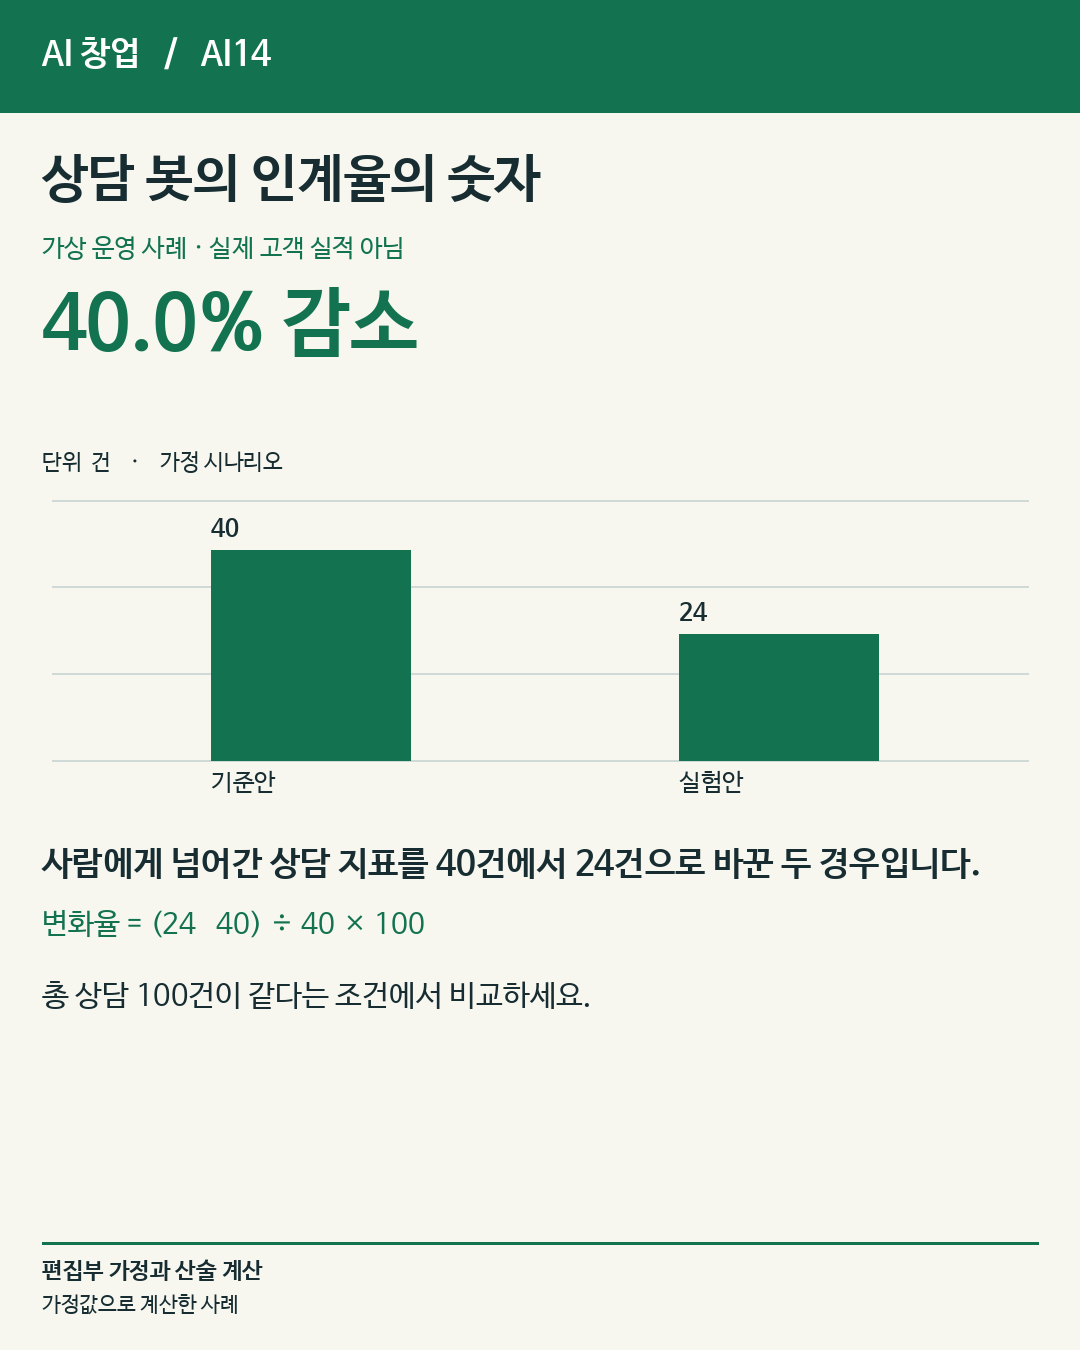 AI 창업 / AI14
상담 봇의 인계율의 숫자
가상 운영 사례 · 실제 고객 실적 아님
40.0% 감소
단위 건 · 가정 시나리오
40
24
기준안
실험안
사람에게 넘어간 상담 지표를 40건에서 24건으로 바꾼 두 경우입니다.
변화율 = (24 40) ÷ 40 × 100
총 상담 100건이 같다는 조건에서 비교하세요.
편집부 가정과 산술 계산
가정값으로 계산한 사례